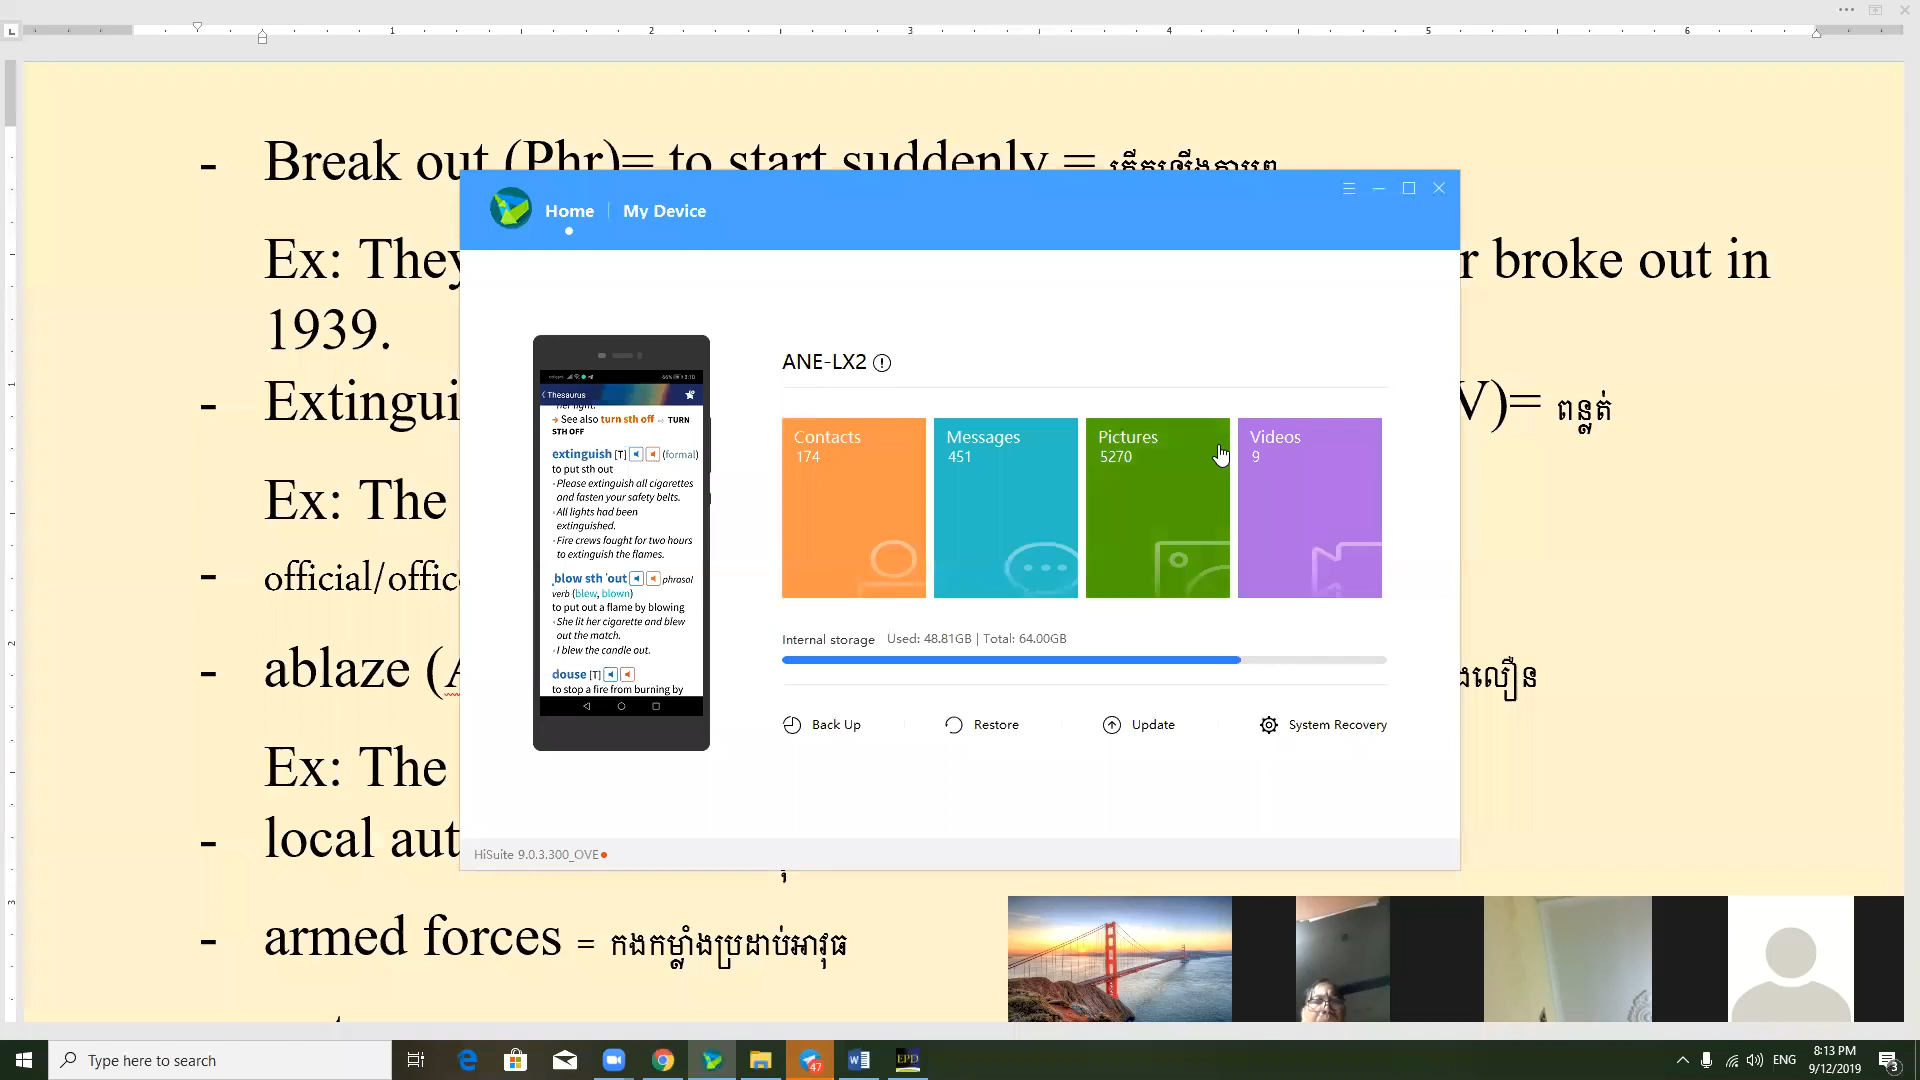 - Break out (Phr)= to start suddenly =
Ex: They
r broke out in
1939.
- Extingui
V)= ពន្លត់
Ex: The
- official/office
- ablaze (A
Ex: The
- local aut
- armed forces = កងកម្លាំងប្រដាប់អាវុធ
Home | My Device
Thesaurus
her light.
See also turn sth off TURN
STH OFF
extinguish [T] (formal)
to put sth out
Please extinguish all cigarettes
and fasten your safety belts.
All lights had been
extinguished.
Fire crews fought for two hours
to extinguish the flames.
blow sth out phrasal
verb (blew, blown)
to put out a flame by blowing
She lit her cigarette and blew
out the match.
I blew the candle out.
douse [T]
to stop a fire from burning by
ANE-LX2
Contacts
174
Messages
451
Pictures
5270
Videos
9
Internal storage Used: 48.81GB | Total: 64.00GB
Back Up
Restore
Update
System Recovery
HiSuite 9.0.3.300_OVE
Type here to search
47
EPD
ENG
8:13 PM
9/12/2019
3